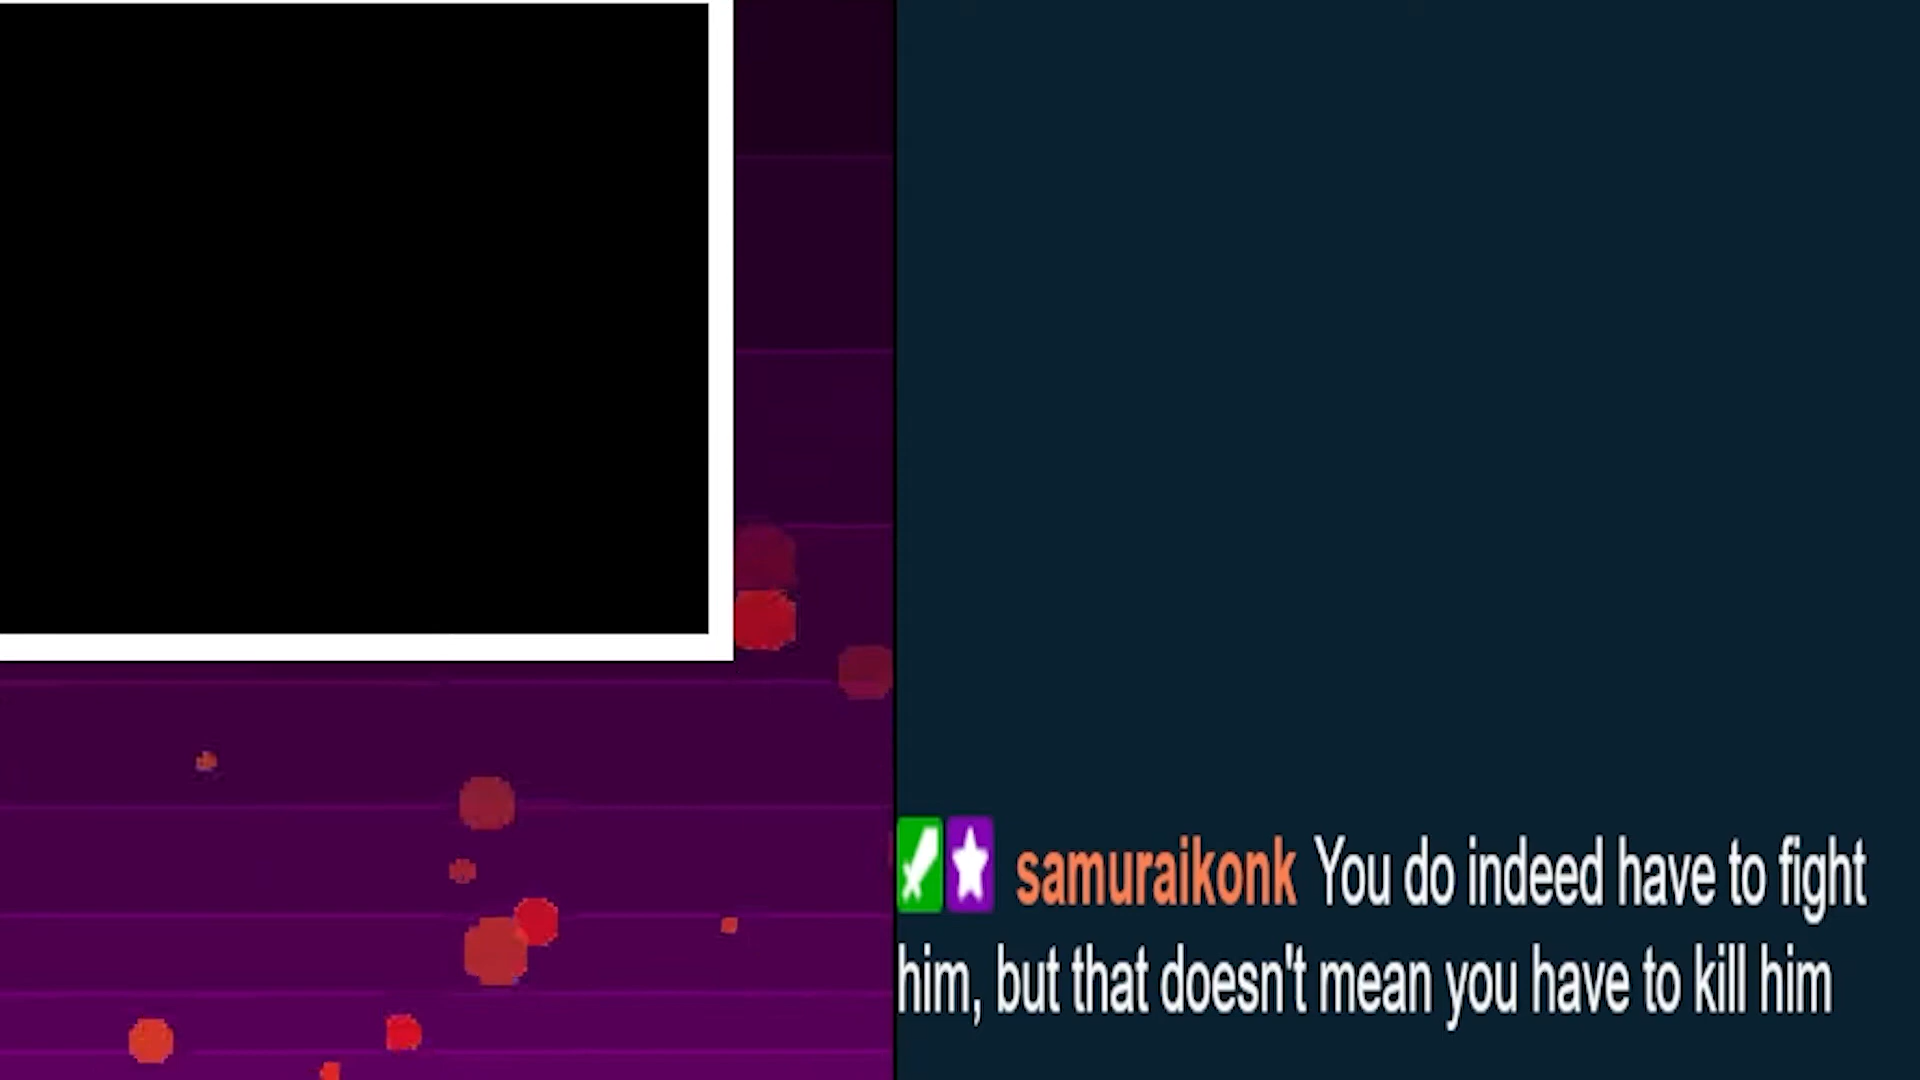 samuraikonk You do indeed have to fight
him, but that doesn't mean you have to kill him